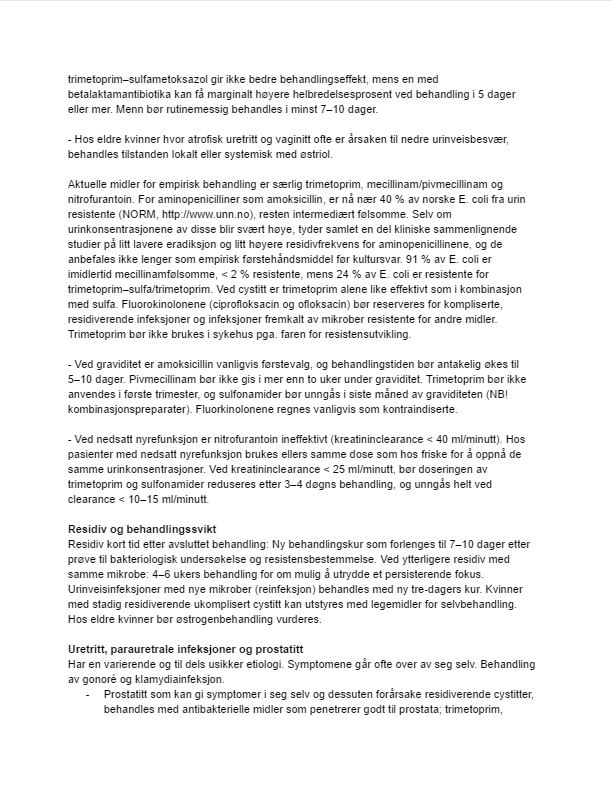 trimetoprim–sulfametoksazol gir ikke bedre behandlingseffekt, mens en med
betalaktamantibiotika kan få marginalt høyere helbredelsesprosent ved behandling i 5 dager
eller mer. Menn bør rutinemessig behandles i minst 7–10 dager.
- Hos eldre kvinner hvor atrofisk uretritt og vaginitt ofte er årsaken til nedre urinveisbesvær,
behandles tilstanden lokalt eller systemisk med østriol.
Aktuelle midler for empirisk behandling er særlig trimetoprim, mecillinam/pivmecillinam og
nitrofurantoin. For aminopenicilliner som amoksicillin, er nå nær 40 % av norske E. coli fra urin
resistente (NORM, http://www.unn.no), resten intermediært følsomme. Selv om
urinkonsentrasjonene av disse blir svært høye, tyder samlet en del kliniske sammenlignende
studier på litt lavere eradiksjon og litt høyere residivfrekvens for aminopenicillinene, og de
anbefales ikke lenger som empirisk førstehåndsmiddel før kultursvar. 91 % av E. coli er
imidlertid mecillinamfølsomme, < 2 % resistente, mens 24 % av E. coli er resistente for
trimetoprim–sulfa/trimetoprim. Ved cystitt er trimetoprim alene like effektivt som i kombinasjon
med sulfa. Fluorokinolonene (ciprofloksacin og ofloksacin) bør reserveres for kompliserte,
residiverende infeksjoner og infeksjoner fremkalt av mikrober resistente for andre midler.
Trimetoprim bør ikke brukes i sykehus pga. faren for resistensutvikling.
- Ved graviditet er amoksicillin vanligvis førstevalg, og behandlingstiden bør antakelig økes til
5–10 dager. Pivmecillinam bør ikke gis i mer enn to uker under graviditet. Trimetoprim bør ikke
anvendes i første trimester, og sulfonamider bør unngås i siste måned av graviditeten (NB!
kombinasjonspreparater). Fluorkinolonene regnes vanligvis som kontraindiserte.
- Ved nedsatt nyrefunksjon er nitrofurantoin ineffektivt (kreatininclearance < 40 ml/minutt). Hos
pasienter med nedsatt nyrefunksjon brukes ellers samme dose som hos friske for å oppnå de
samme urinkonsentrasjoner. Ved kreatininclearance < 25 ml/minutt, bør doseringen av
trimetoprim og sulfonamider reduseres etter 3–4 døgns behandling, og unngås helt ved
clearance < 10–15 ml/minutt.
Residiv og behandlingssvikt
Residiv kort tid etter avsluttet behandling: Ny behandlingskur som forlenges til 7–10 dager etter
prøve til bakteriologisk undersøkelse og resistensbestemmelse. Ved ytterligere residiv med
samme mikrobe: 4–6 ukers behandling for om mulig å utrydde et persisterende fokus.
Urinveisinfeksjoner med nye mikrober (reinfeksjon) behandles med ny tre-dagers kur. Kvinner
med stadig residiverende ukomplisert cystitt kan utstyres med legemidler for selvbehandling.
Hos eldre kvinner bør østrogenbehandling vurderes.
Uretritt, parauretrale infeksjoner og prostatitt
Har en varierende og til dels usikker etiologi. Symptomene går ofte over av seg selv. Behandling
av gonoré og klamydiainfeksjon.
- Prostatitt som kan gi symptomer i seg selv og dessuten forårsake residiverende cystitter,
behandles med antibakterielle midler som penetrerer godt til prostata; trimetoprim,